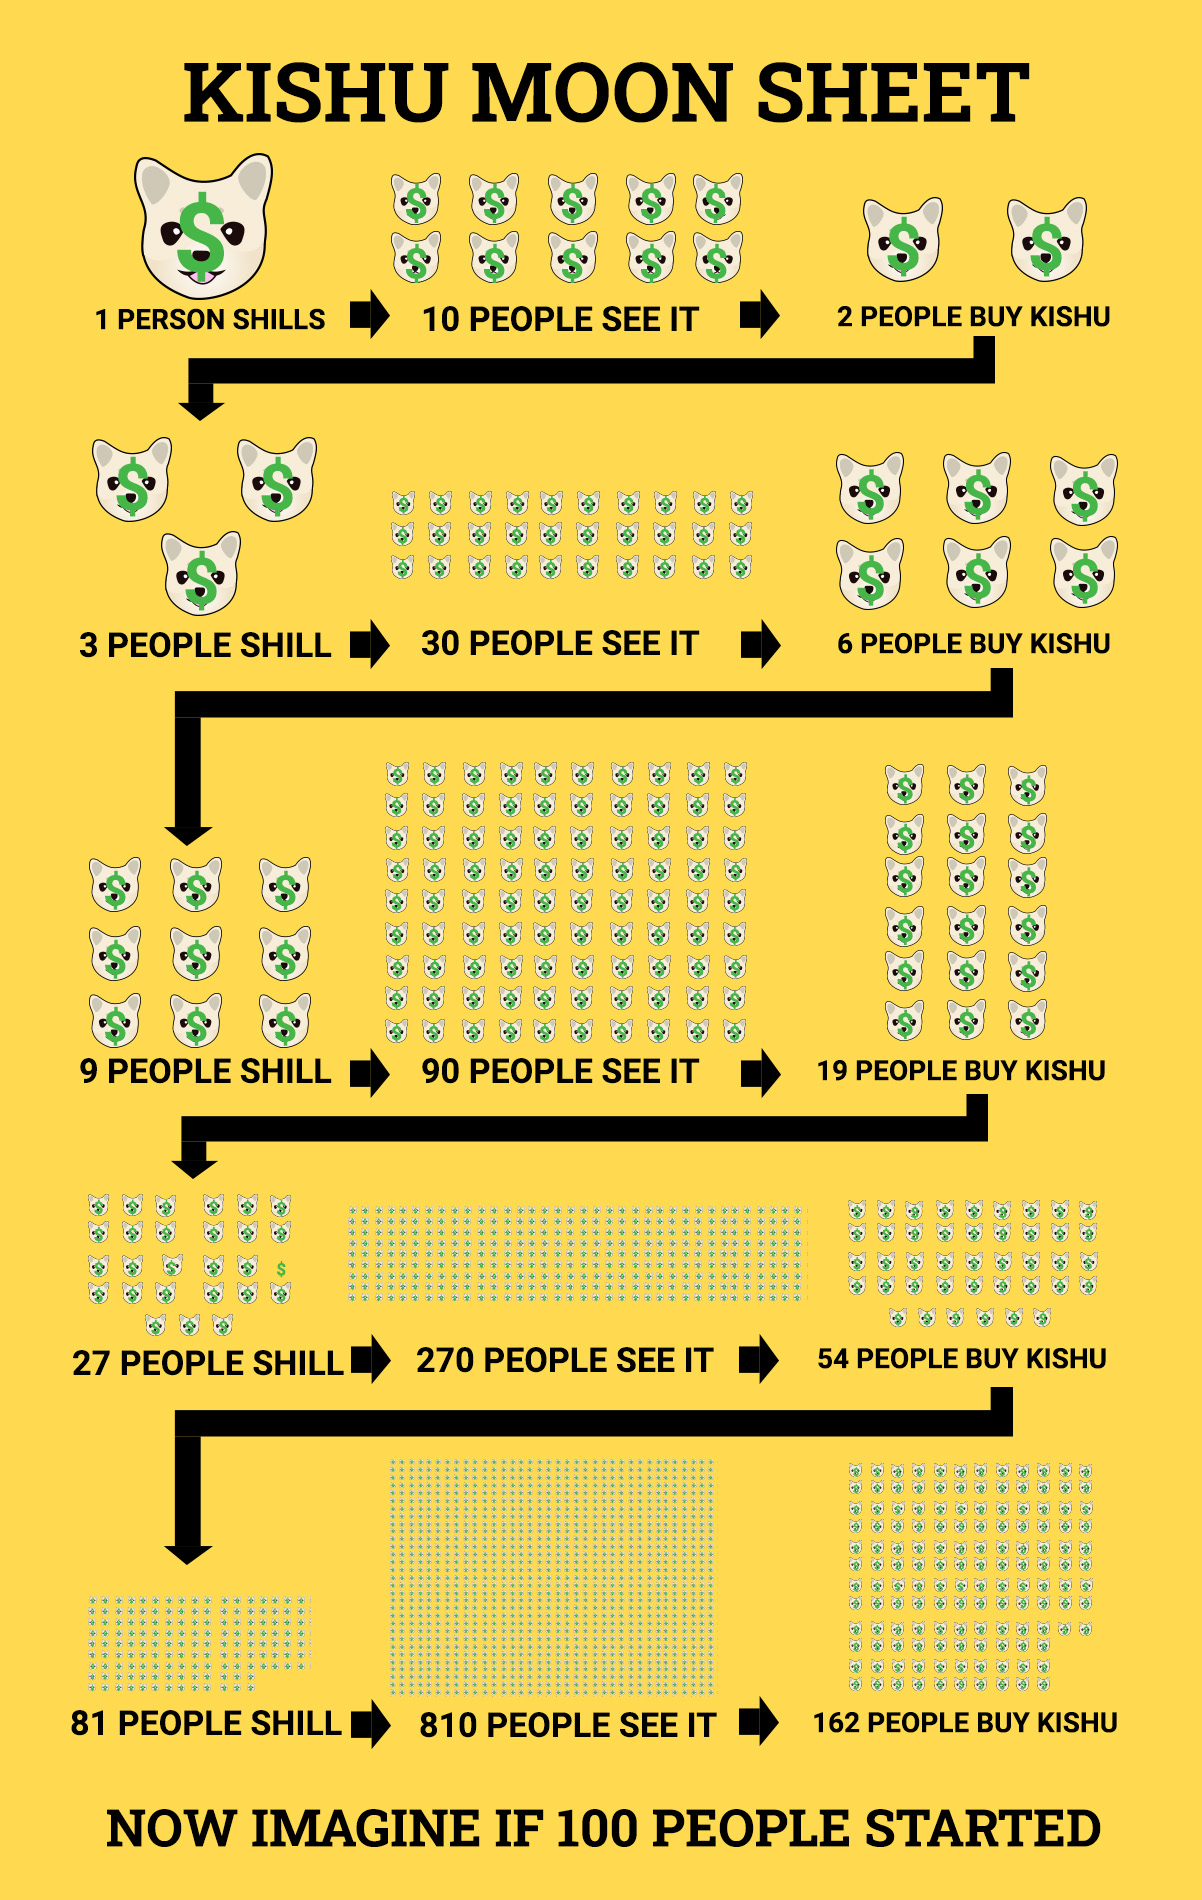 KISHU MOON SHEET
1 PERSON SHILLS
10 PEOPLE SEE IT
2 PEOPLE BUY KISHU
3 PEOPLE SHILL
30 PEOPLE SEE IT
6 PEOPLE BUY KISHU
9 PEOPLE SHILL
90 PEOPLE SEE IT
19 PEOPLE BUY KISHU
27 PEOPLE SHILL
270 PEOPLE SEE IT
54 PEOPLE BUY KISHU
81 PEOPLE SHILL
810 PEOPLE SEE IT
162 PEOPLE BUY KISHU
NOW IMAGINE IF 100 PEOPLE STARTED